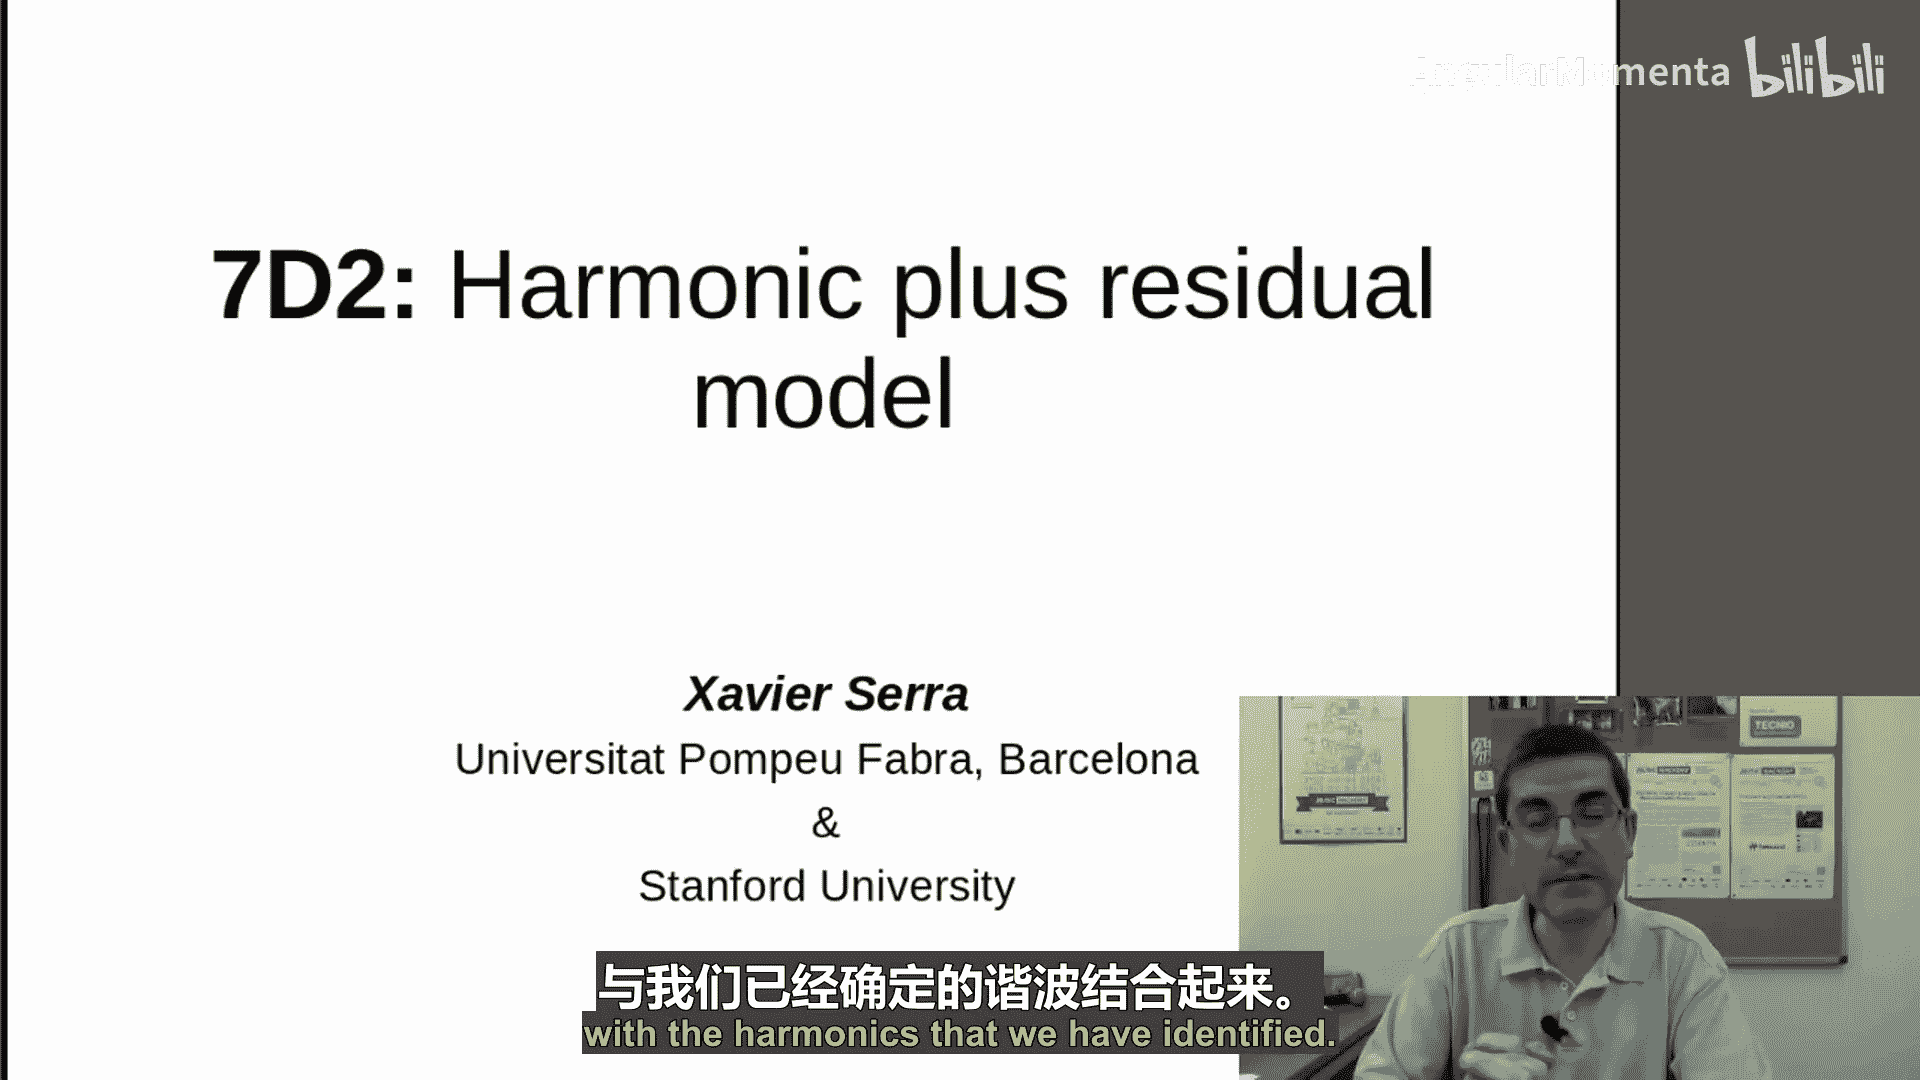 AngularMomenta bilibili
7D2: Harmonic plus residual
model
Xavier Serra
Universitat Pompeu Fabra, Barcelona
&
Stanford University
TECNIO
与我们已经确定的谐波结合起来。
with the harmonics that we have identified.